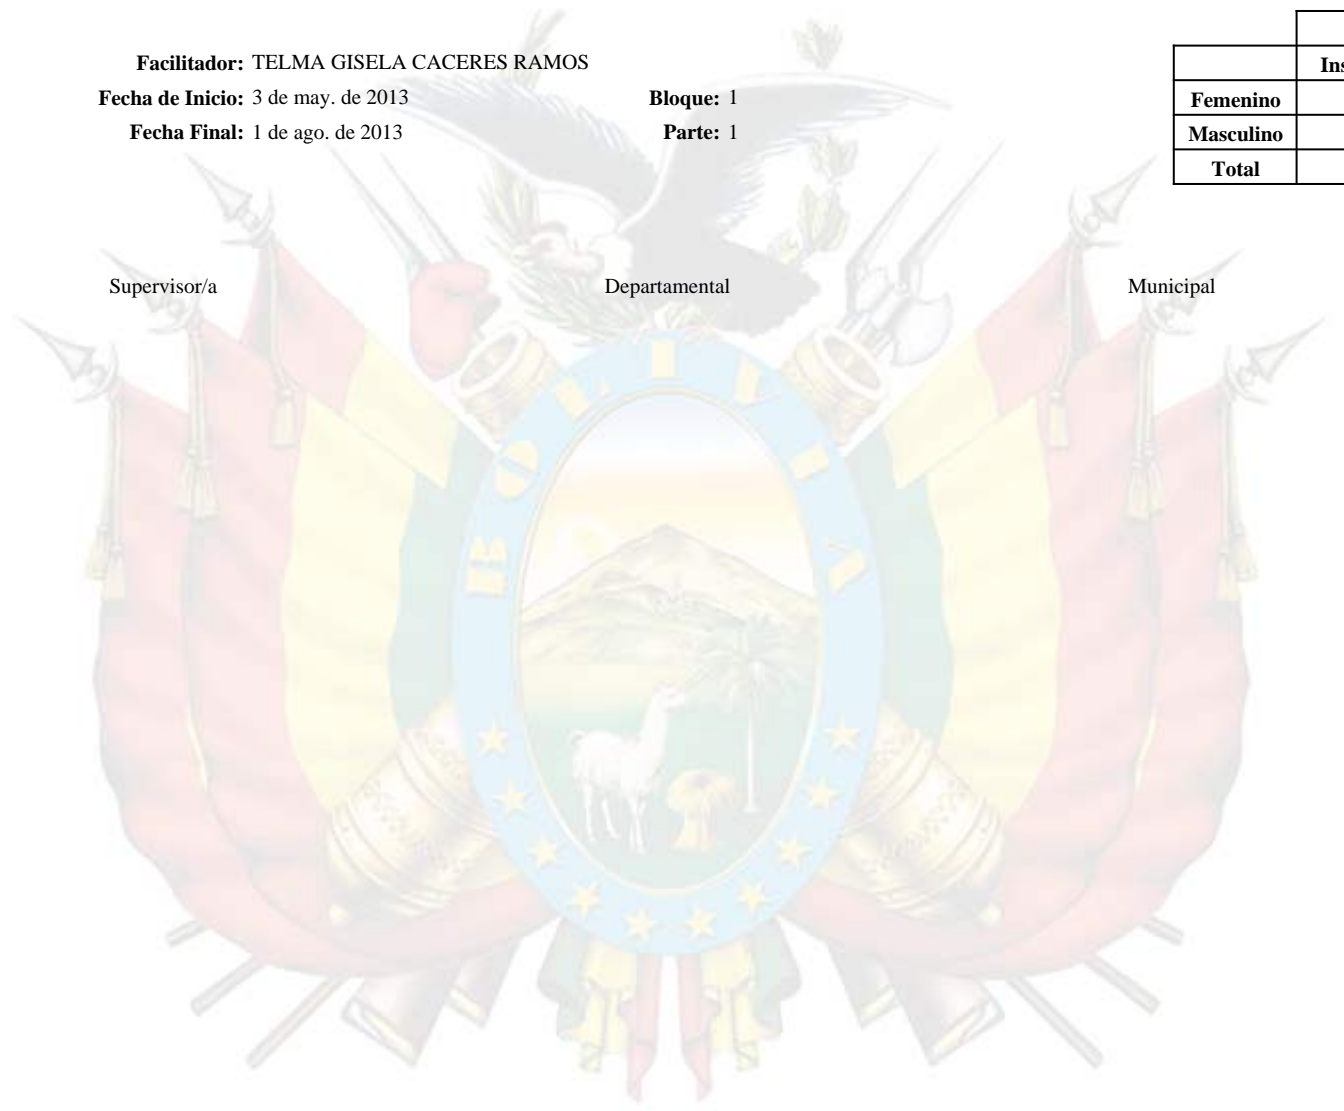 Facilitador: TELMA GISELA CACERES RAMOS
Fecha de Inicio: 3 de may. de 2013 Bloque: 1
Fecha Final: 1 de ago. de 2013 Parte: 1
Femenino
Masculino
Total
Supervisor/a Departamental Municipal
BOLIVIA